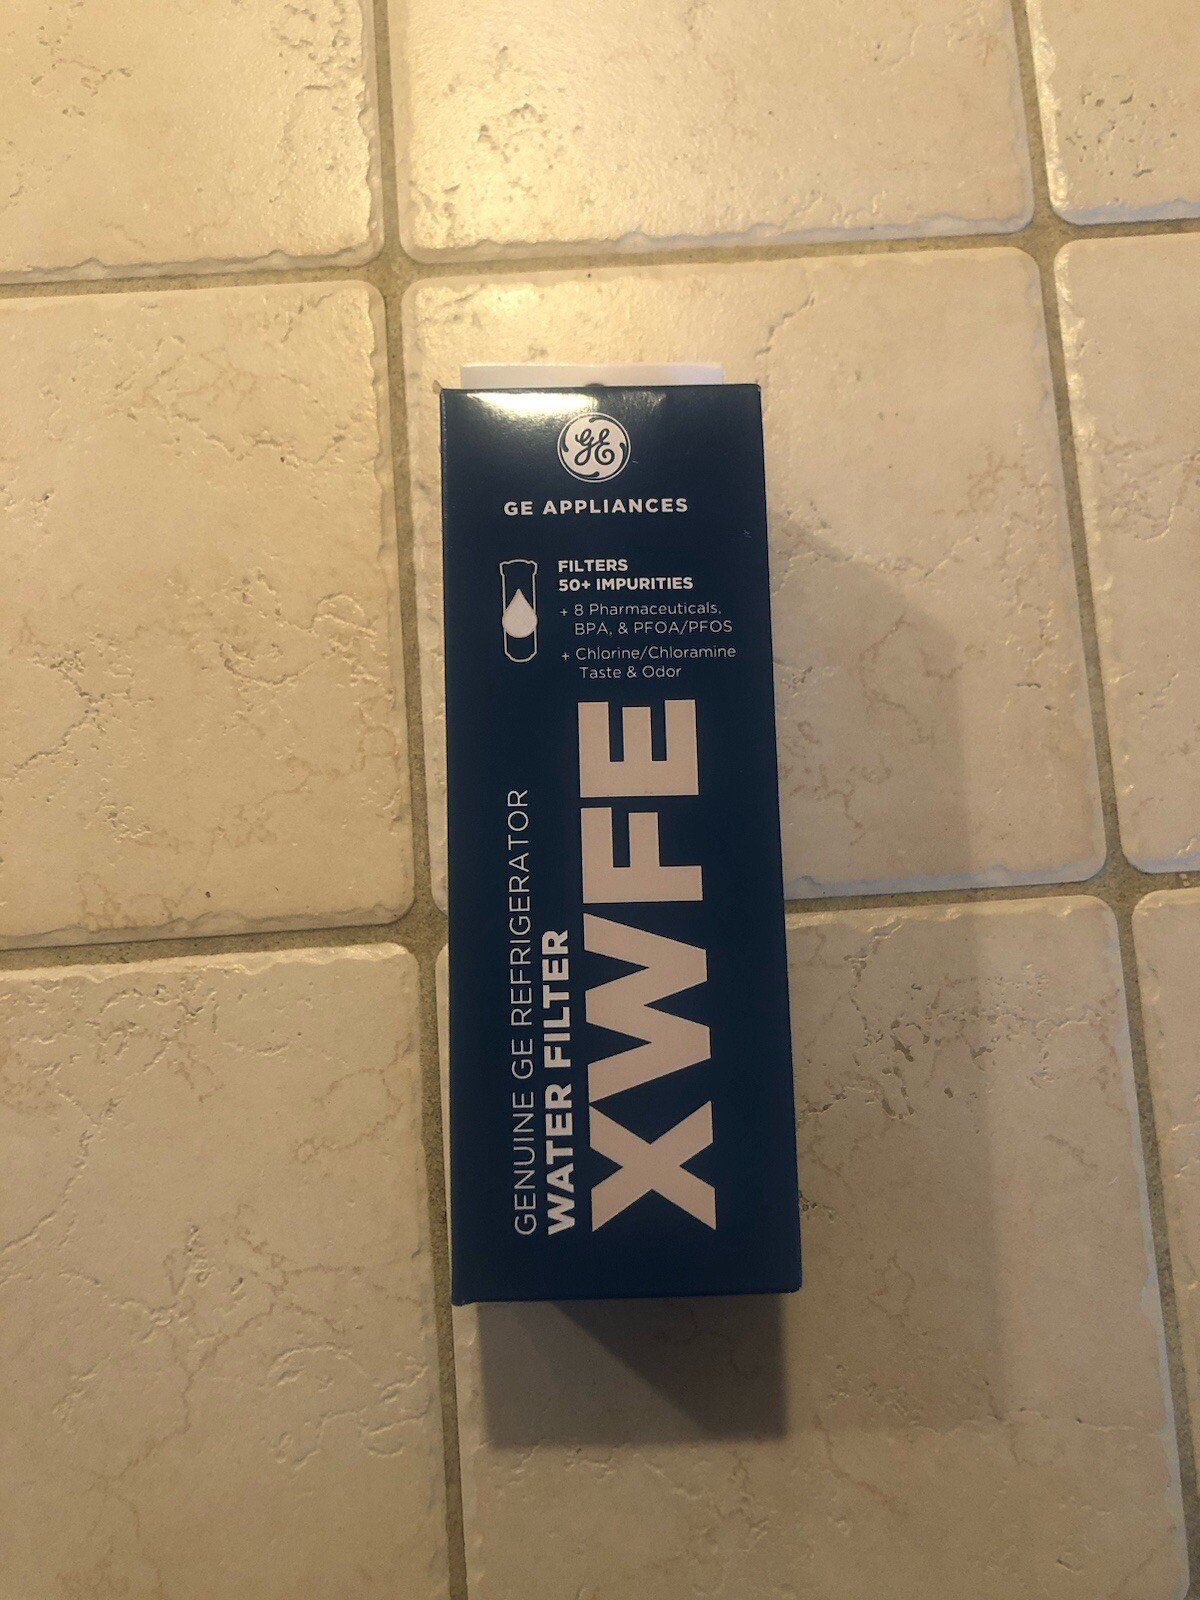 GE
GE APPLIANCES
FILTERS
50+ IMPURITIES
+ 8 Pharmaceuticals,
BPA, & PFOA/PFOS
+ Chlorine/Chloramine
Taste & Odor
GENUINE GE REFRIGERATOR
WATER FILTER
XWFE